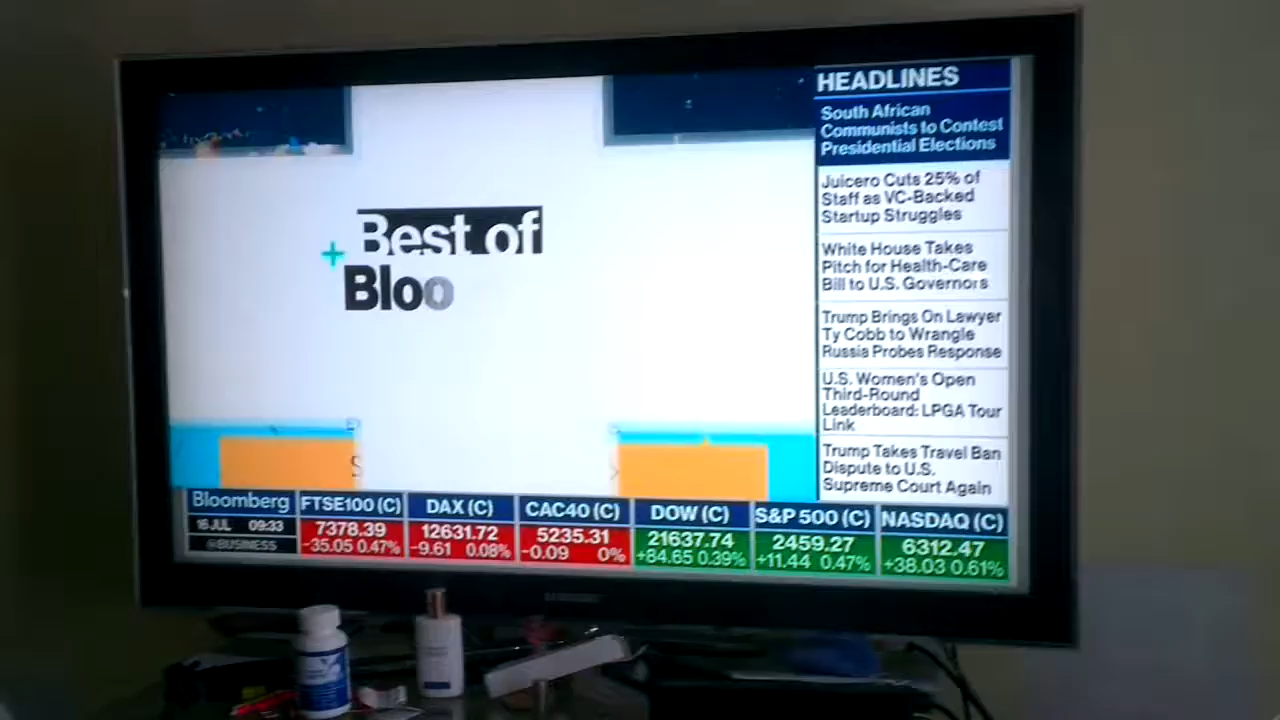 Best of
Bloo
HEADLINES
South African
Communists to Contest
Presidential Elections
Juicero Cuts 25% of
Staff as VC-Backed
Startup Struggles
White House Takes
Pitch for Health-Care
Bill to U.S. Governors
Trump Brings On Lawyer
Ty Cobb to Wrangle
Russia Probes Response
U.S. Women's Open
Third-Round
Leaderboard: LPGA Tour
Link
Trump Takes Travel Ban
Dispute to U.S.
Supreme Court Again
Bloomberg
16 JUL 09:33
@BUSINESS
FTSE100 (C)
7378.39
-35.05 0.47%
DAX (C)
12631.72
-9.61 0.08%
CAC40 (C)
5235.31
-0.09 0%
DOW (C)
21637.74
+84.65 0.39%
S&P 500 (C)
2459.27
+11.44 0.47%
NASDAQ (C)
6312.47
+38.03 0.61%
SAMSUNG